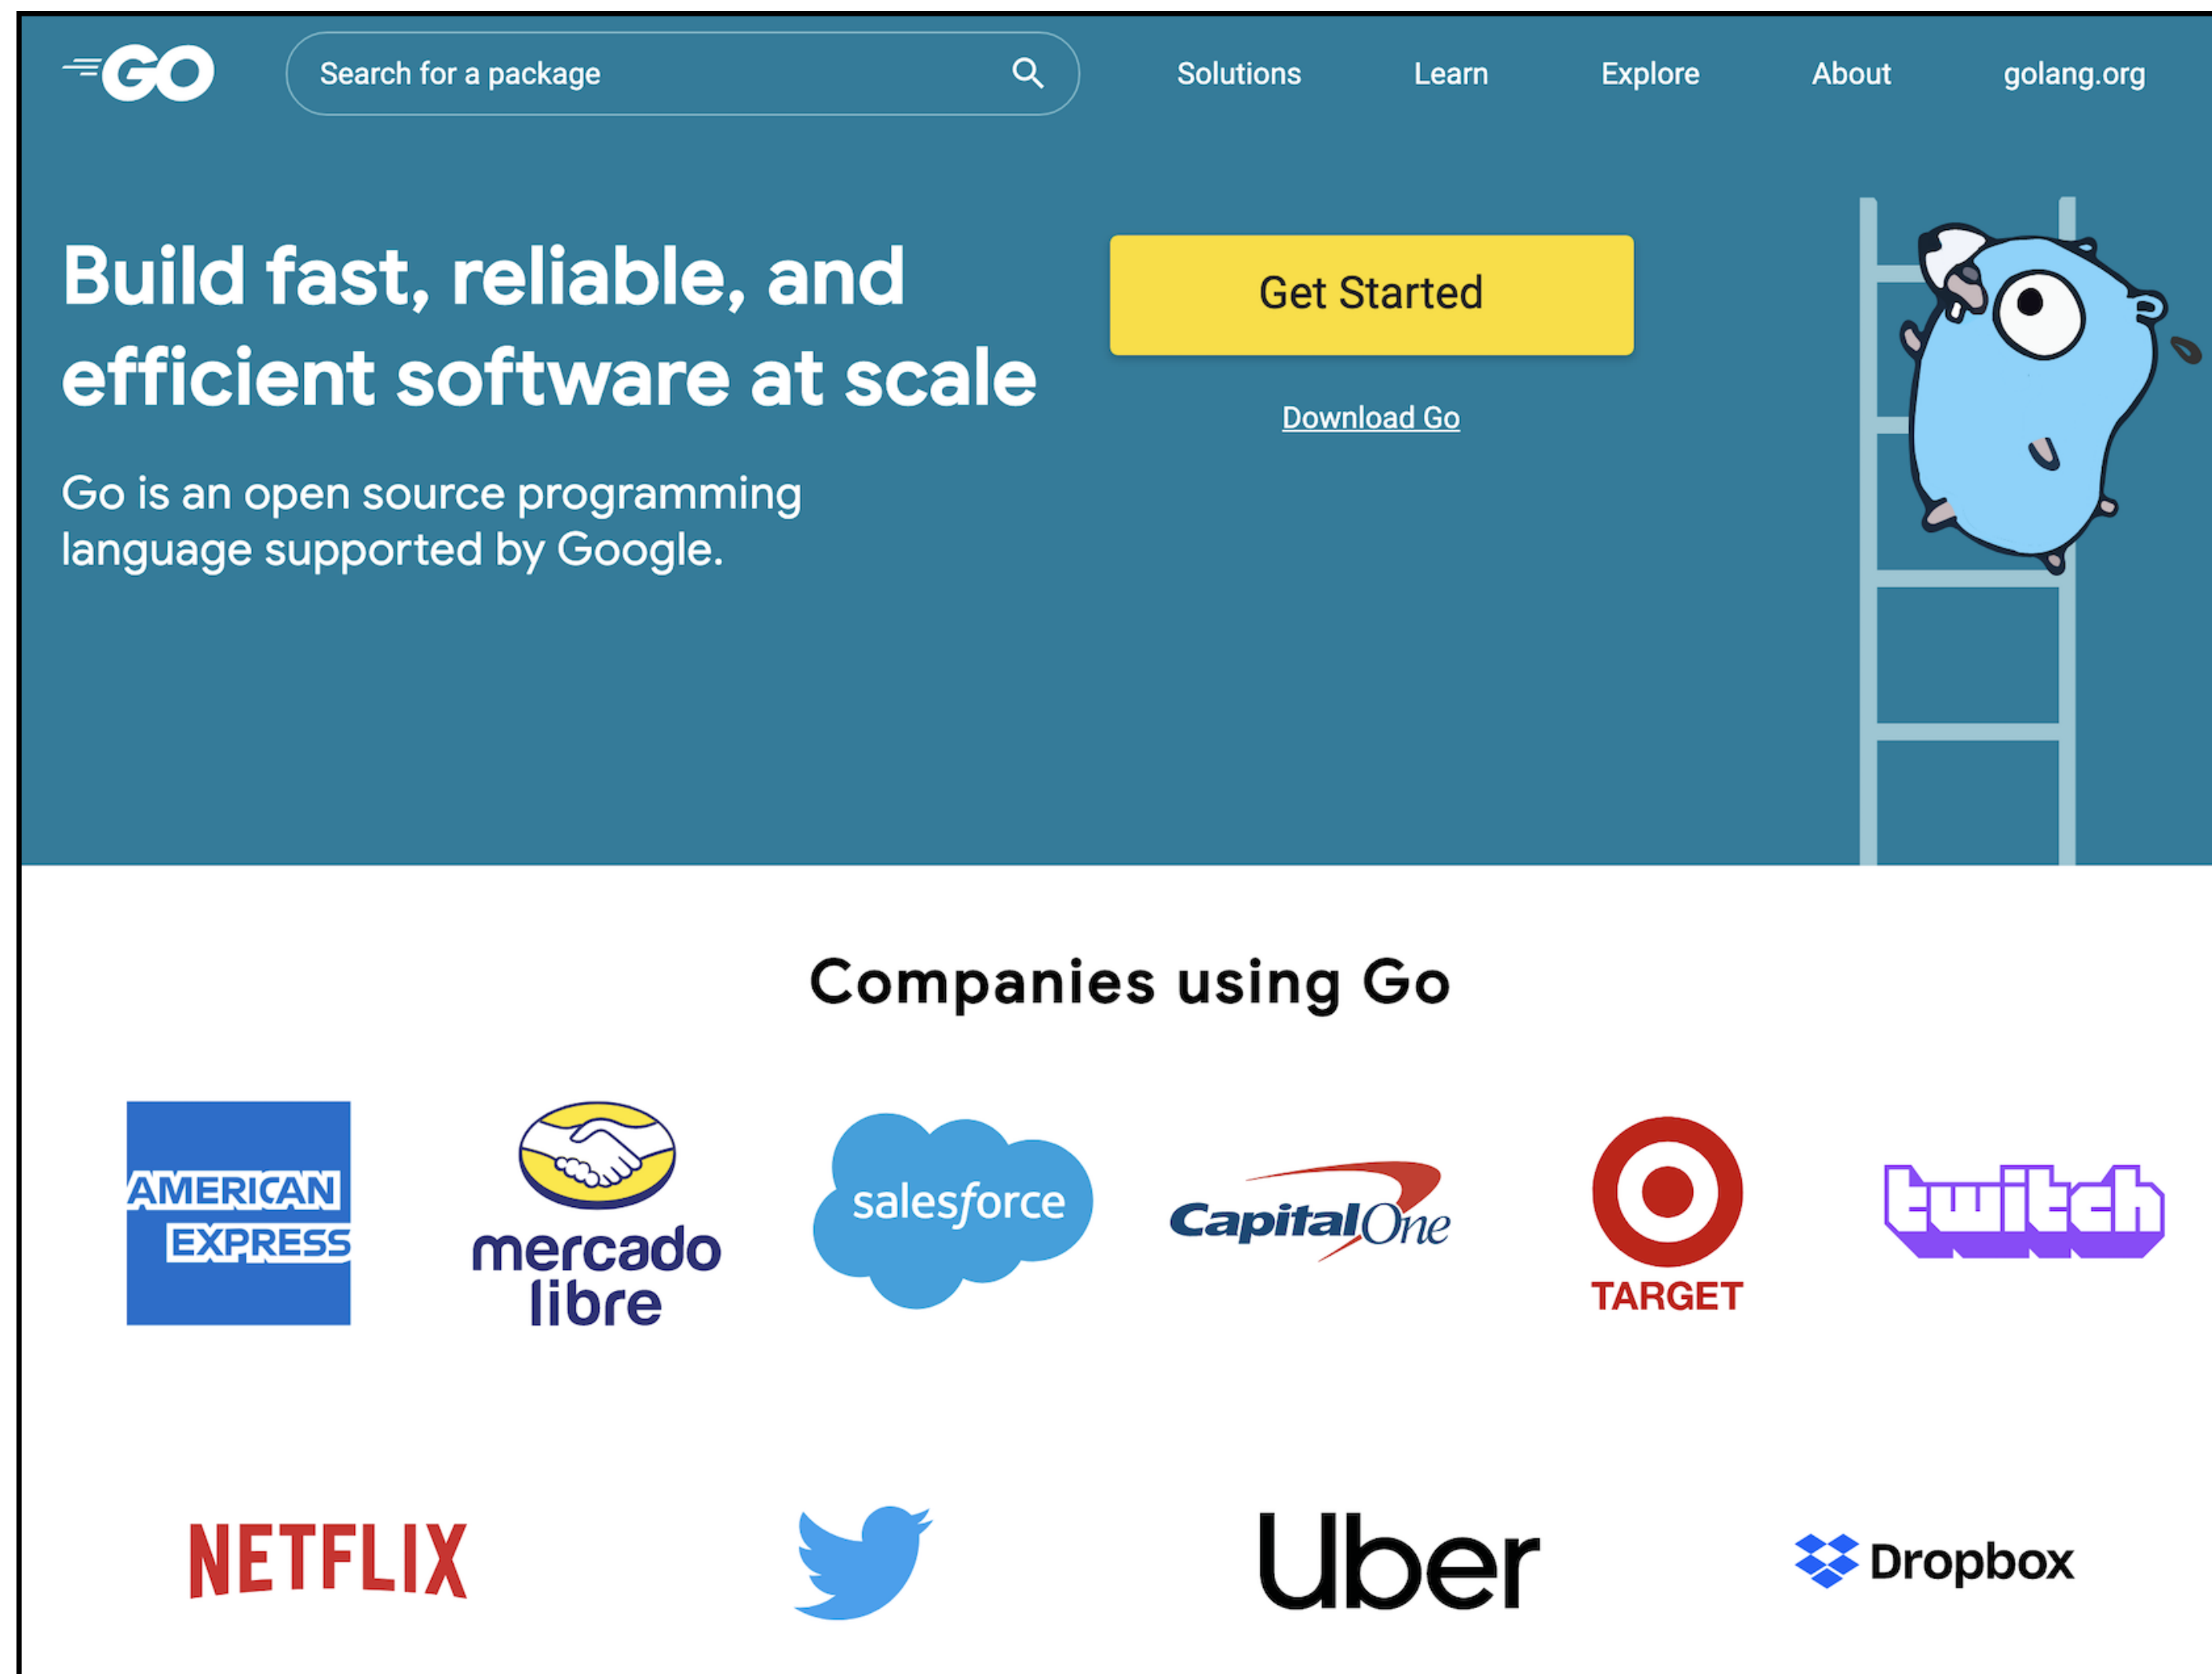 GO
Search for a package
Solutions
Learn
Explore
About
golang.org
Build fast, reliable, and
efficient software at scale
Get Started
Download Go
Go is an open source programming
language supported by Google.
Companies using Go
AMERICAN
EXPRESS
mercado
libre
salesforce
CapitalOne
TARGET
twitch
NETFLIX
Uber
Dropbox